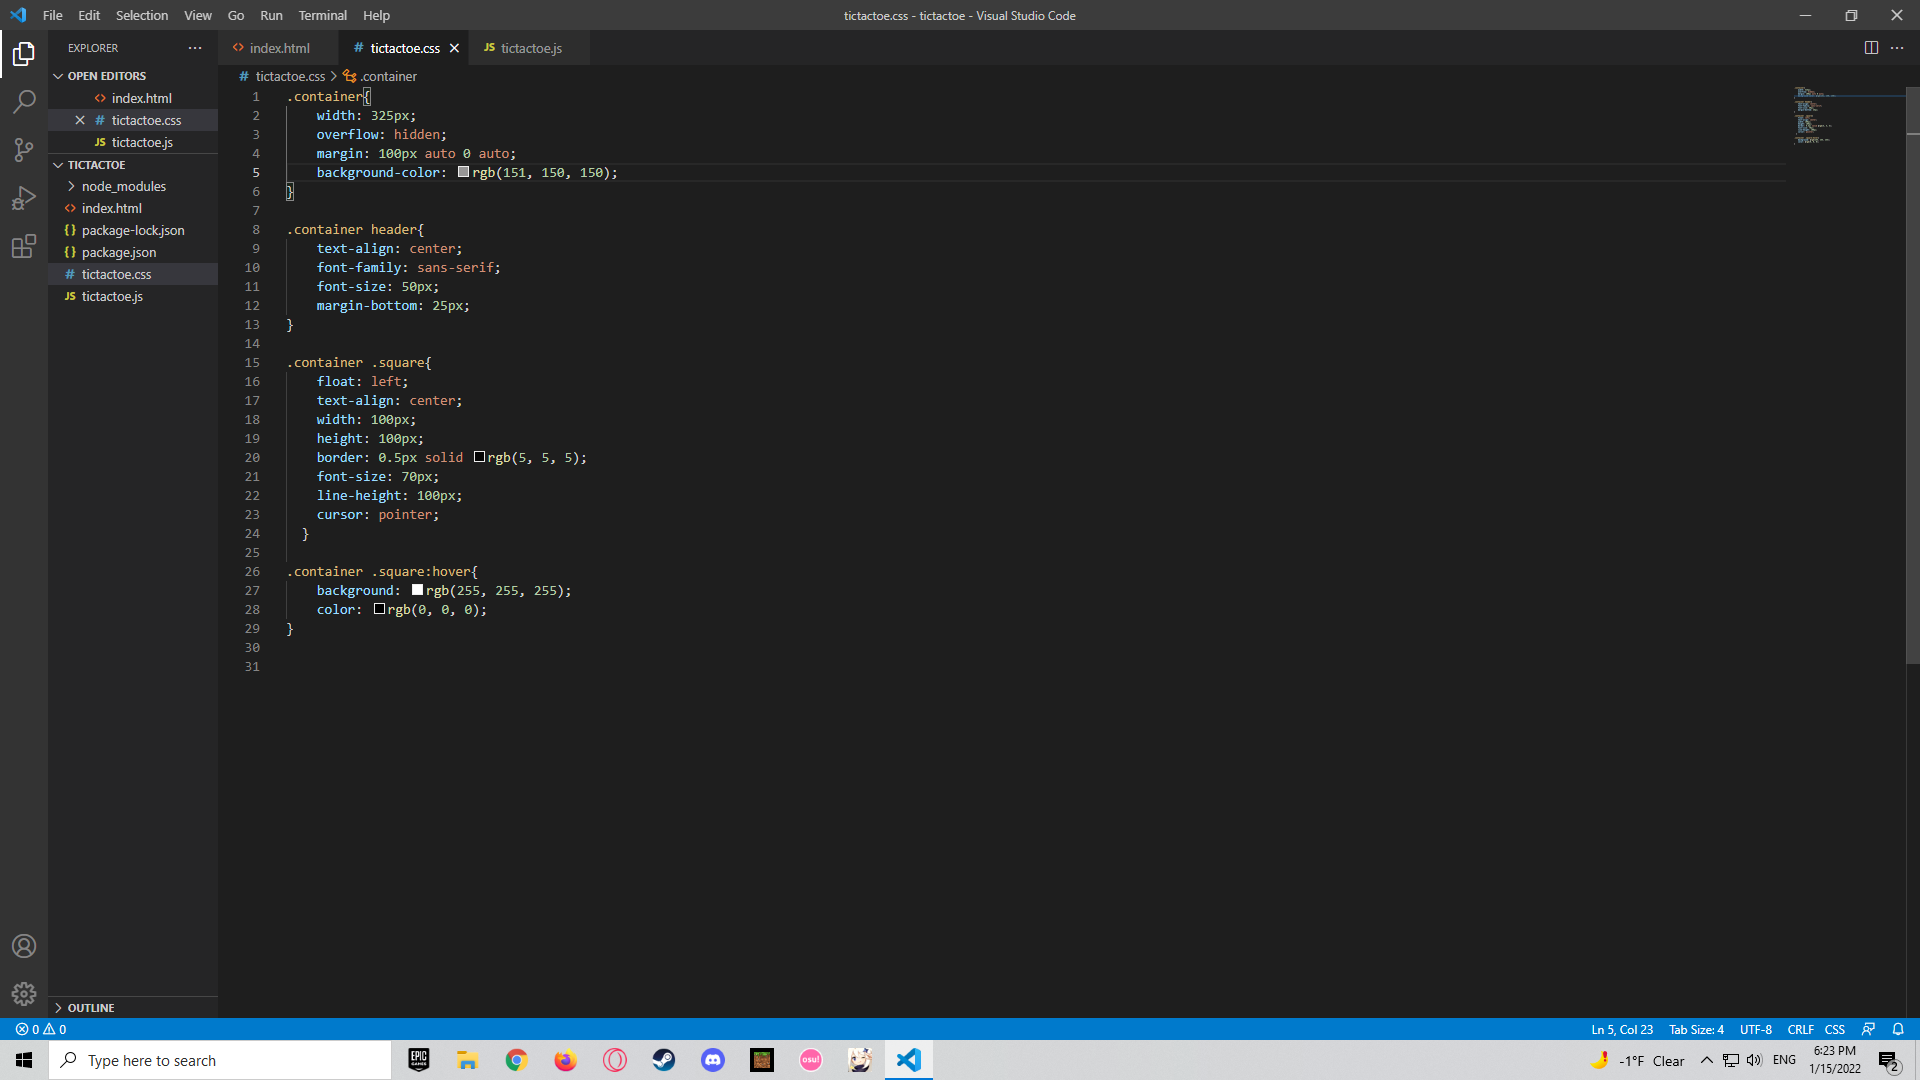 File Edit Selection View Go Run Terminal Help
tictactoe.css - tictactoe - Visual Studio Code
EXPLORER
index.html
# tictactoe.css
JS tictactoe.js
OPEN EDITORS
index.html
# tictactoe.css
JS tictactoe.js
TICTACTOE
node_modules
index.html
{} package-lock.json
{} package.json
# tictactoe.css
JS tictactoe.js
OUTLINE
# tictactoe.css > .container
1 .container{
2 width: 325px;
3 overflow: hidden;
4 margin: 100px auto 0 auto;
5 background-color: rgb(151, 150, 150);
6 }
7
8 .container header{
9 text-align: center;
10 font-family: sans-serif;
11 font-size: 50px;
12 margin-bottom: 25px;
13 }
14
15 .container .square{
16 float: left;
17 text-align: center;
18 width: 100px;
19 height: 100px;
20 border: 0.5px solid rgb(5, 5, 5);
21 font-size: 70px;
22 line-height: 100px;
23 cursor: pointer;
24 }
25
26 .container .square:hover{
27 background: rgb(255, 255, 255);
28 color: rgb(0, 0, 0);
29 }
30
31
0 0
Ln 5, Col 23 Tab Size: 4 UTF-8 CRLF CSS
Type here to search
EPIC GAMES
osu!
-1°F Clear
ENG
6:23 PM
1/15/2022
2